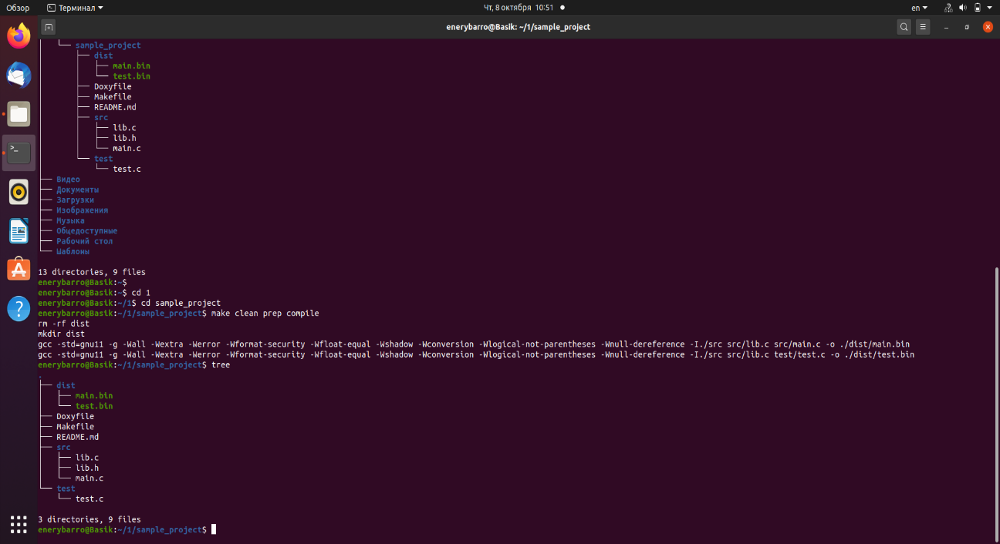 Обзор
Терминал
Чт, 8 октября 10:51
en
enerybarro@Basik: ~/1/sample_project
└── sample_project
├── dist
│   ├── main.bin
│   └── test.bin
├── Doxyfile
├── Makefile
├── README.md
├── src
│   ├── lib.c
│   ├── lib.h
│   └── main.c
└── test
└── test.c
├── Видео
├── Документы
├── Загрузки
├── Изображения
├── Музыка
├── Общедоступные
├── Рабочий стол
└── Шаблоны
13 directories, 9 files
enerybarro@Basik:~$
enerybarro@Basik:~$ cd 1
enerybarro@Basik:~/1$ cd sample_project
enerybarro@Basik:~/1/sample_project$ make clean prep compile
rm -rf dist
mkdir dist
gcc -std=gnu11 -g -Wall -Wextra -Werror -Wformat-security -Wfloat-equal -Wshadow -Wconversion -Wlogical-not-parentheses -Wnull-dereference -I./src src/lib.c src/main.c -o ./dist/main.bin
gcc -std=gnu11 -g -Wall -Wextra -Werror -Wformat-security -Wfloat-equal -Wshadow -Wconversion -Wlogical-not-parentheses -Wnull-dereference -I./src src/lib.c test/test.c -o ./dist/test.bin
enerybarro@Basik:~/1/sample_project$ tree
.
├── dist
│   ├── main.bin
│   └── test.bin
├── Doxyfile
├── Makefile
├── README.md
├── src
│   ├── lib.c
│   ├── lib.h
│   └── main.c
└── test
└── test.c
3 directories, 9 files
enerybarro@Basik:~/1/sample_project$